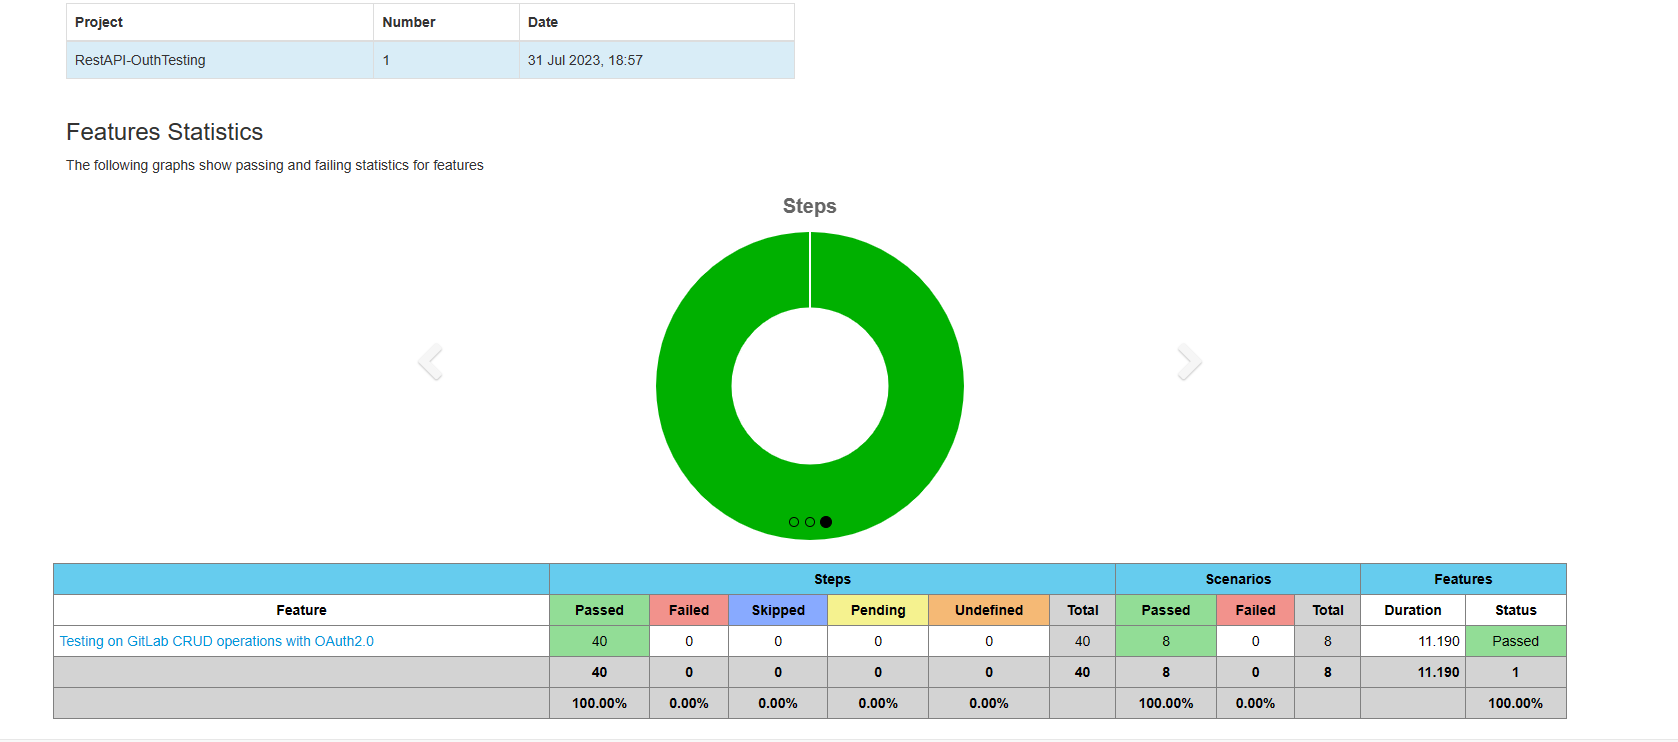 Project Number Date
RestAPI-OuthTesting 1 31 Jul 2023, 18:57
Features Statistics
The following graphs show passing and failing statistics for features
Steps
Steps Scenarios Features
Feature Passed Failed Skipped Pending Undefined Total Passed Failed Total Duration Status
Testing on GitLab CRUD operations with OAuth2.0 40 0 0 0 0 40 8 0 8 11.190 Passed
40 0 0 0 0 40 8 0 8 11.190 1
100.00% 0.00% 0.00% 0.00% 0.00% 100.00% 0.00% 100.00%